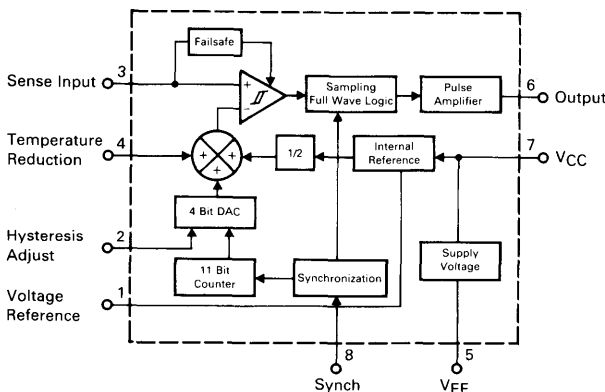 Failsafe
3
Sense Input
+
−
Sampling
Full Wave Logic
Pulse
Amplifier
6
Output
Temperature
Reduction
4
+ +
+
1/2
Internal
Reference
7
VCC
4 Bit DAC
Hysteresis
Adjust
2
11 Bit
Counter
Synchronization
Supply
Voltage
Voltage
Reference
1
8
Synch
5
VEE